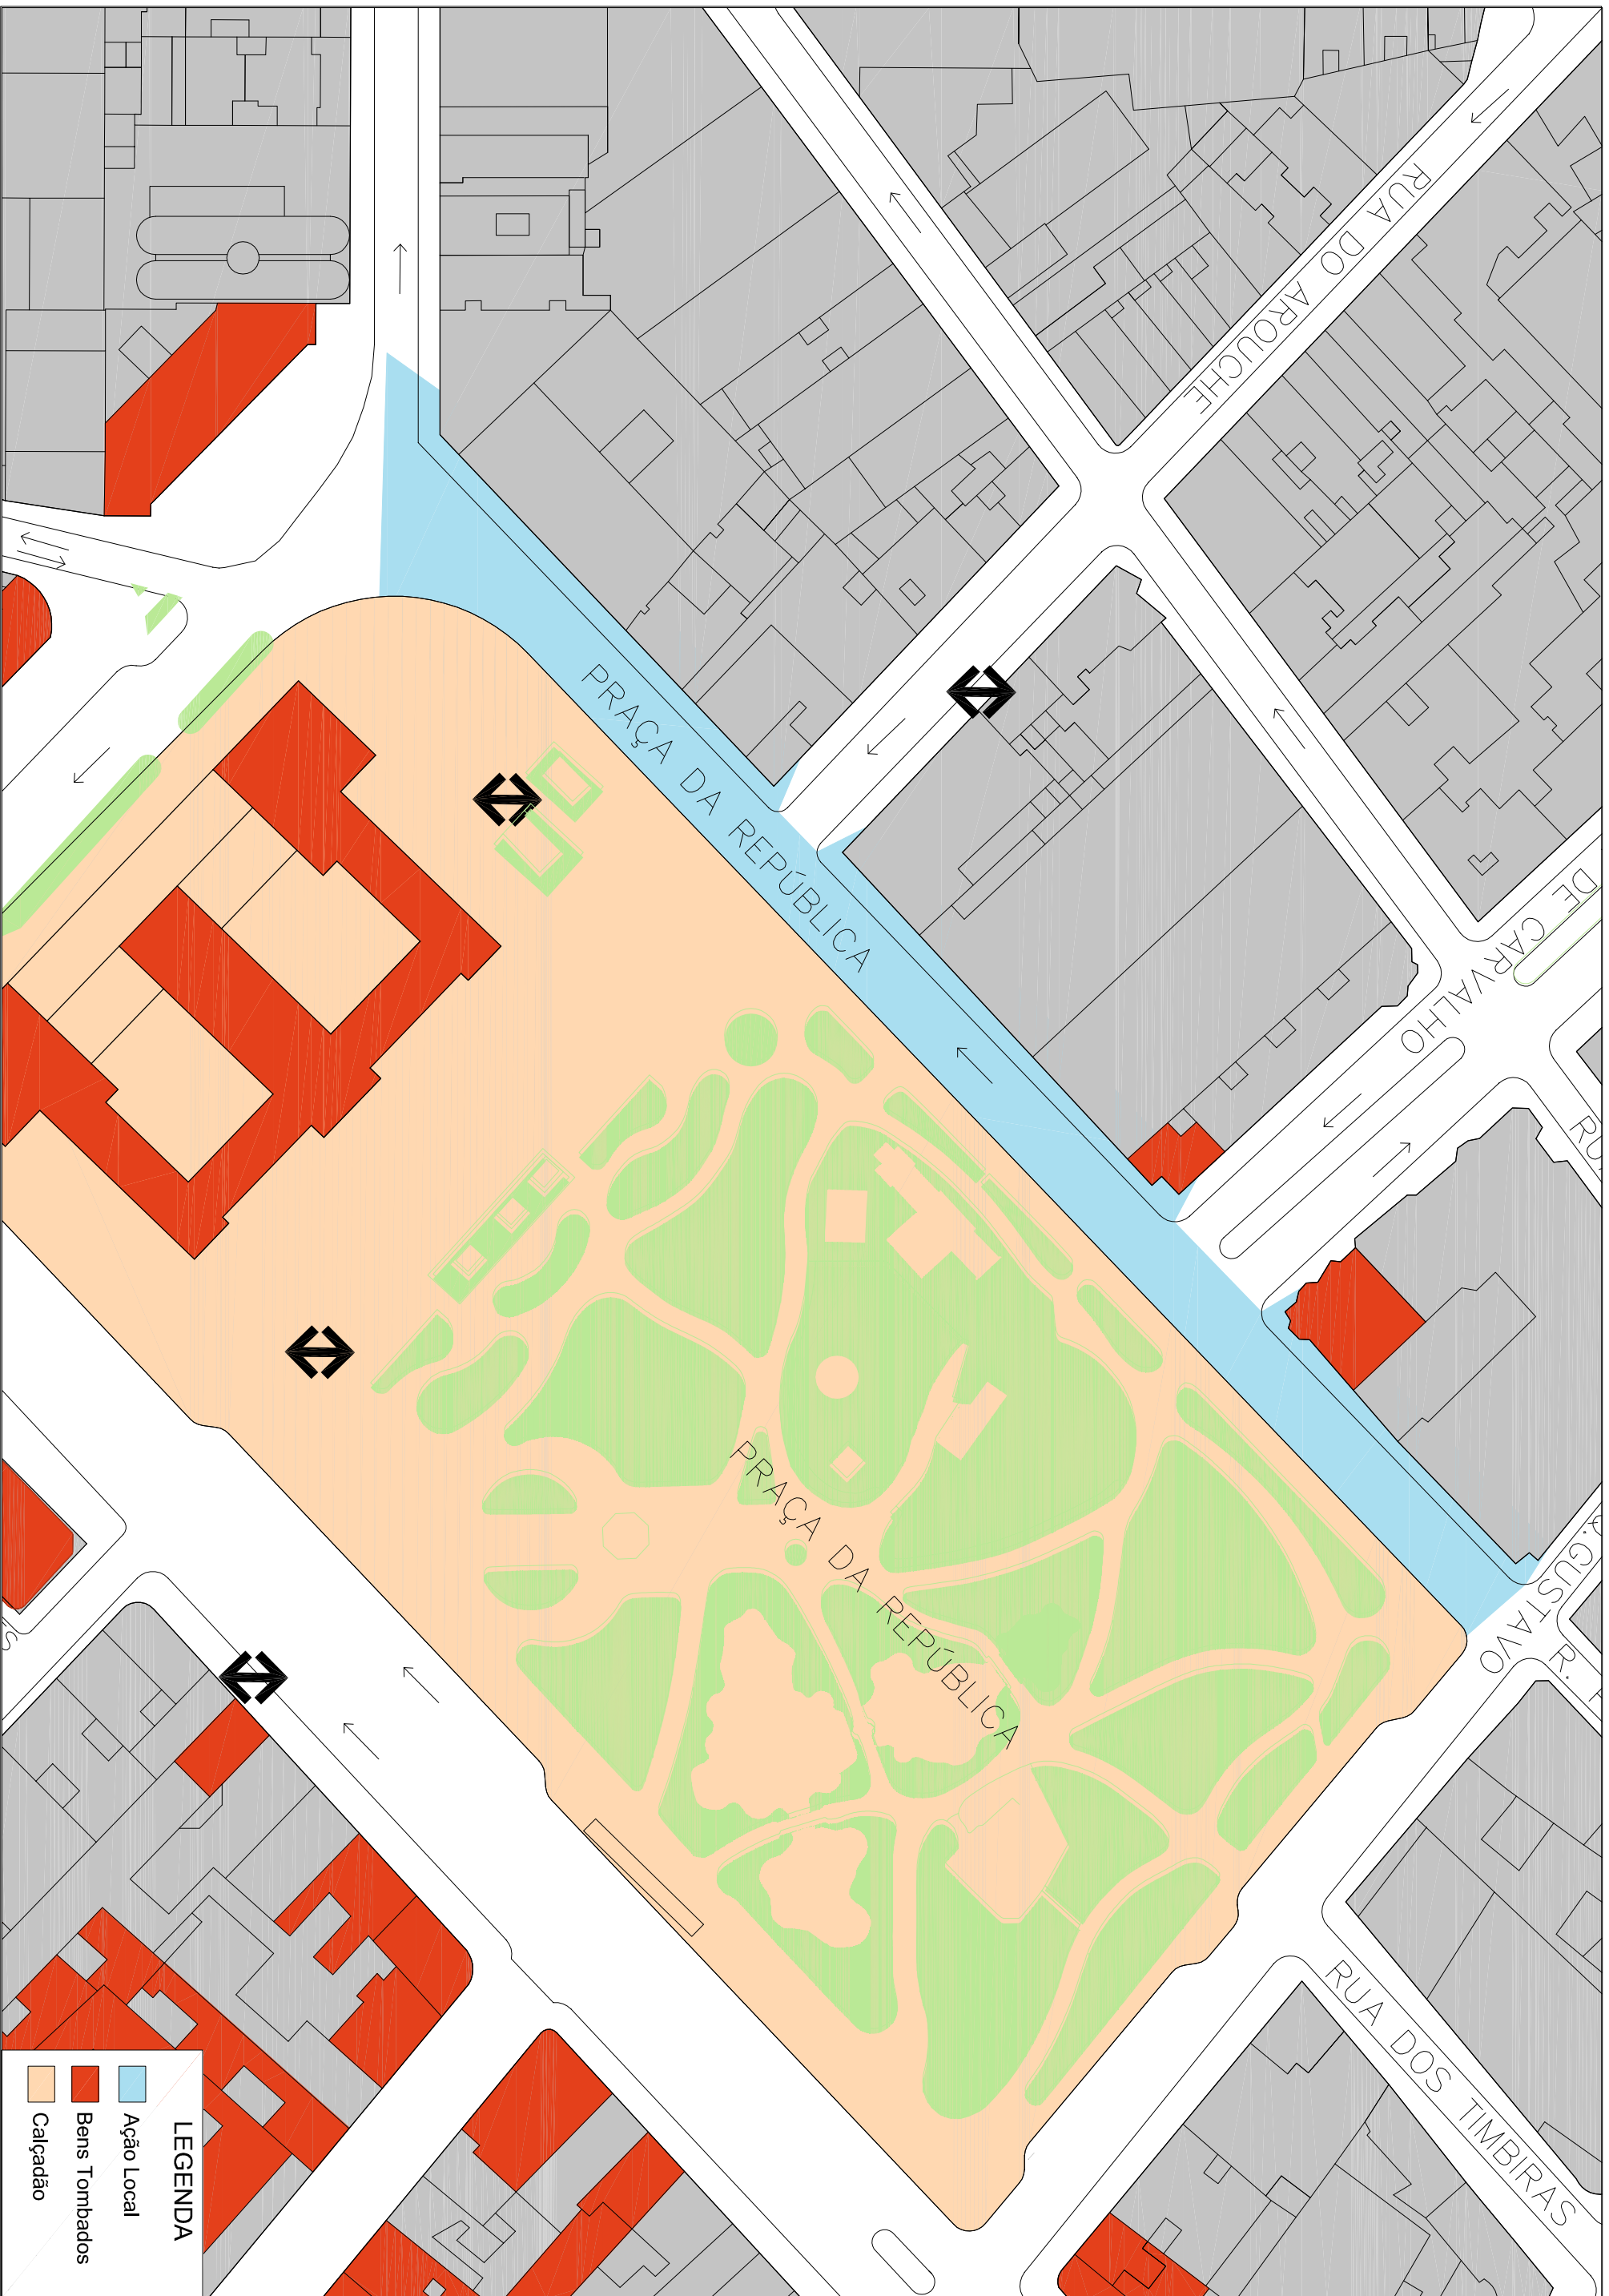 RUA DO AROUCHE
DE CARVALHO
PRAÇA DA REPÚBLICA
PRAÇA DA REPÚBLICA
GUSTAVO
R.
RUA DOS TIMBIRAS
LEGENDA
Ação Local
Bens Tombados
Calçadão